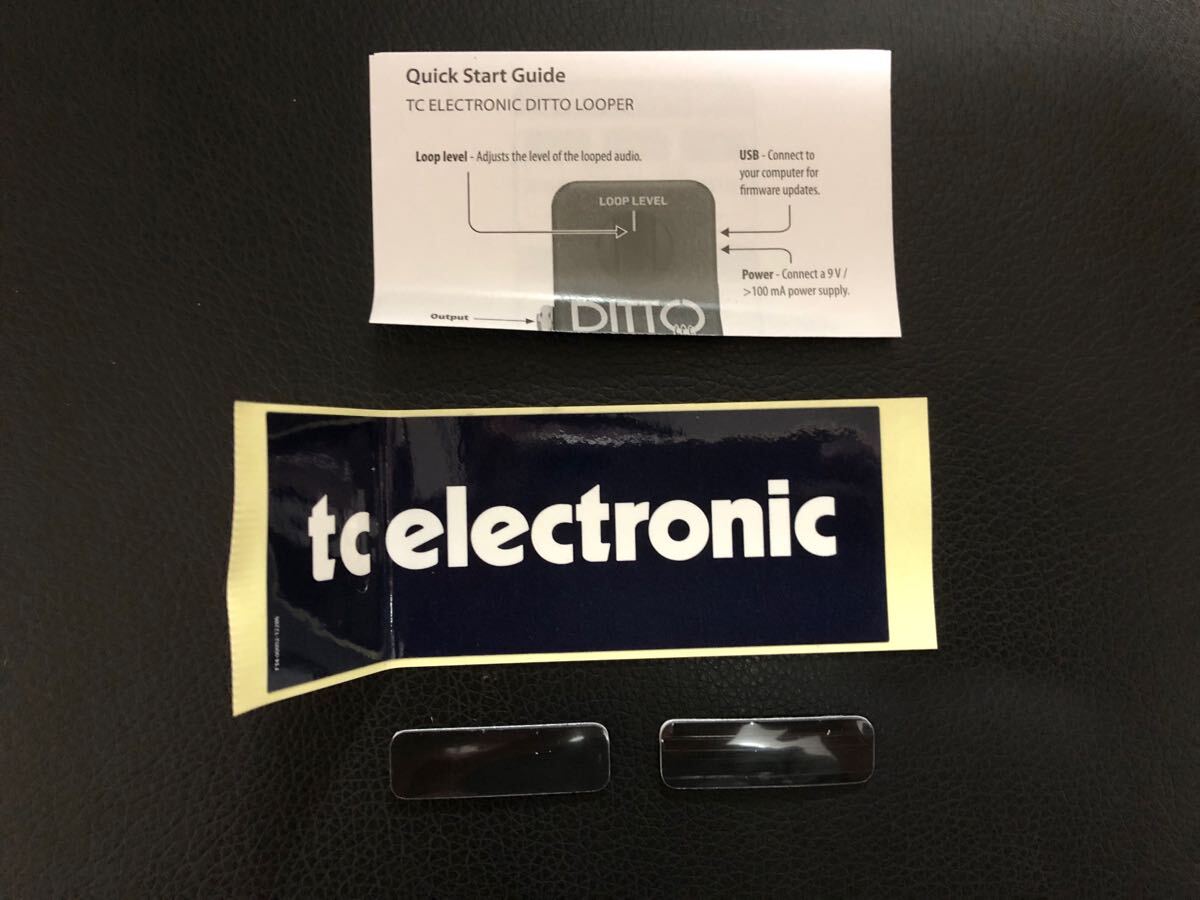 Quick Start Guide
TC ELECTRONIC DITTO LOOPER
Loop level - Adjusts the level of the looped audio.
USB - Connect to
your computer for
firmware updates.
LOOP LEVEL
Power - Connect a 9 V /
>100 mA power supply.
Output
DITTO
tc electronic